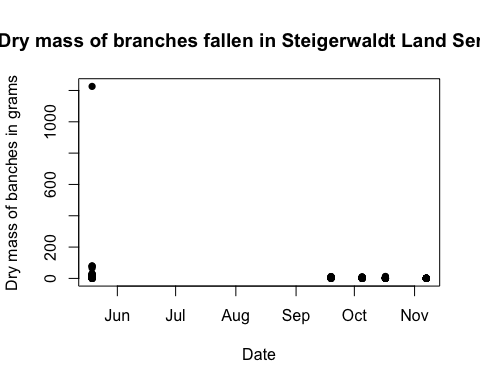 Dry mass of branches fallen in Steigerwaldt Land Ser
Dry mass of banches in grams
1000
600
200
0
Jun Jul Aug Sep Oct Nov
Date